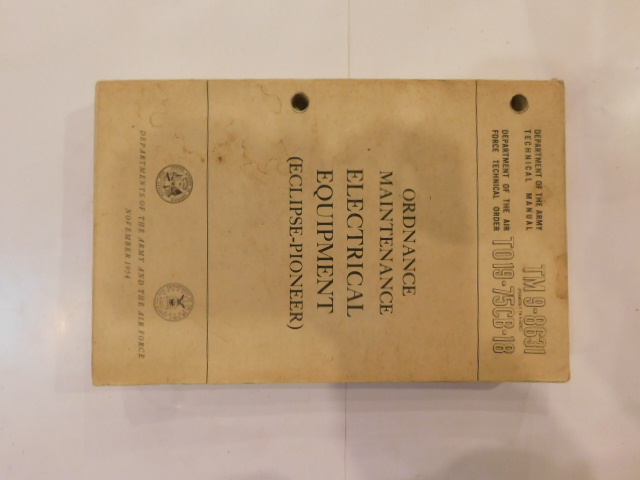 DEPARTMENT OF THE ARMY
TECHNICAL MANUAL
TM 9-8631
DEPARTMENT OF THE AIR
FORCE TECHNICAL ORDER
TO 19-75CB-18
ORDNANCE
MAINTENANCE
ELECTRICAL
EQUIPMENT
(ECLIPSE-PIONEER)
DEPARTMENTS OF THE ARMY AND THE AIR FORCE
NOVEMBER 1954